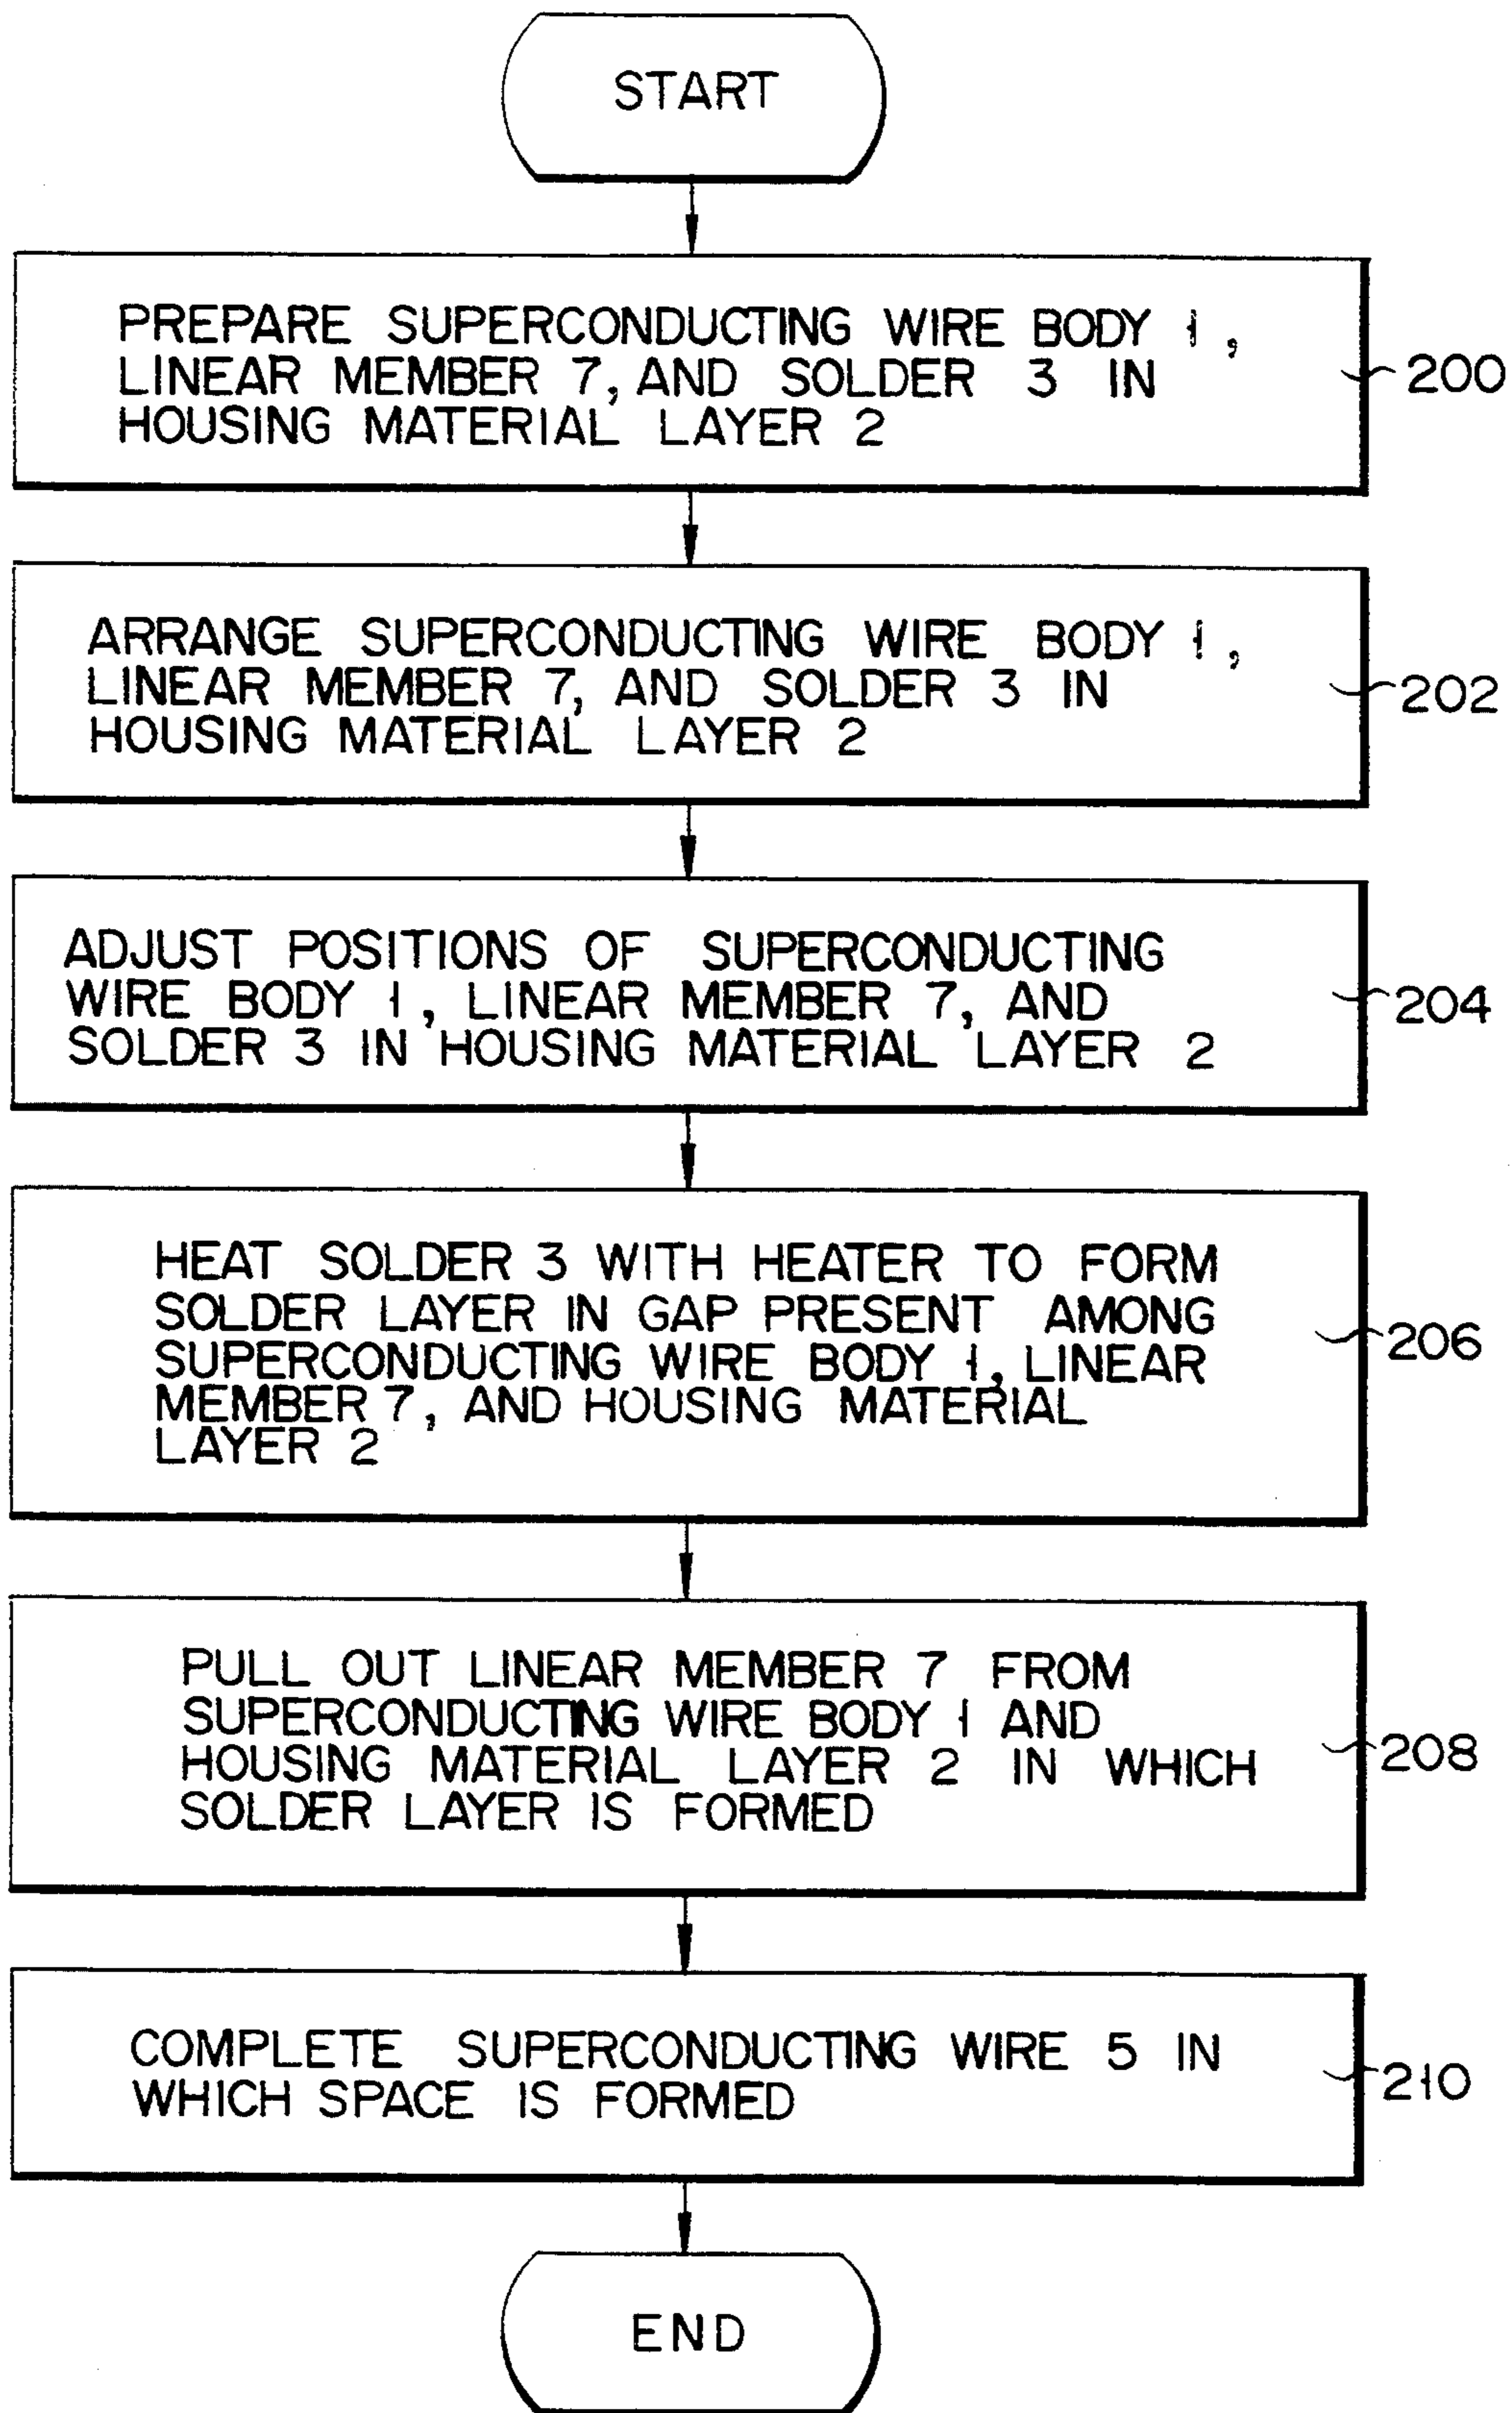 START
PREPARE SUPERCONDUCTING WIRE BODY 1,
LINEAR MEMBER 7, AND SOLDER 3 IN
HOUSING MATERIAL LAYER 2
200
ARRANGE SUPERCONDUCTING WIRE BODY 1,
LINEAR MEMBER 7, AND SOLDER 3 IN
HOUSING MATERIAL LAYER 2
202
ADJUST POSITIONS OF SUPERCONDUCTING
WIRE BODY 1, LINEAR MEMBER 7, AND
SOLDER 3 IN HOUSING MATERIAL LAYER 2
204
HEAT SOLDER 3 WITH HEATER TO FORM
SOLDER LAYER IN GAP PRESENT AMONG
SUPERCONDUCTING WIRE BODY 1, LINEAR
MEMBER 7, AND HOUSING MATERIAL
LAYER 2
206
PULL OUT LINEAR MEMBER 7 FROM
SUPERCONDUCTING WIRE BODY 1 AND
HOUSING MATERIAL LAYER 2 IN WHICH
SOLDER LAYER IS FORMED
208
COMPLETE SUPERCONDUCTING WIRE 5 IN
WHICH SPACE IS FORMED
210
END